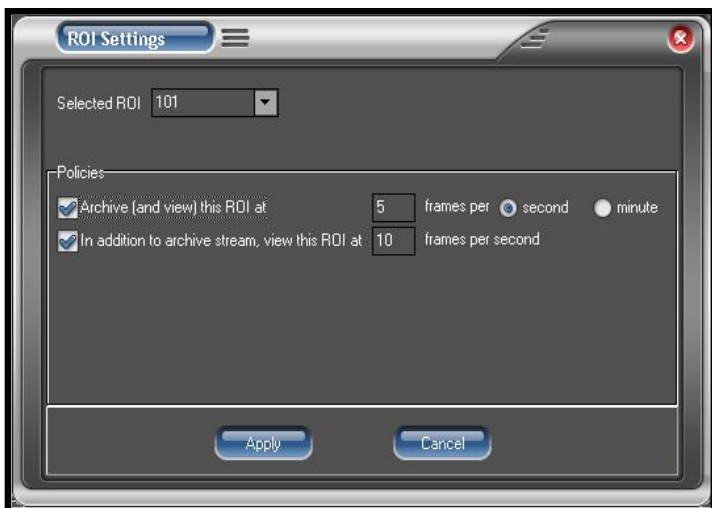 ROI Settings
Selected ROI 101
Policies
Archive (and view) this ROI at 5 frames per second minute
In addition to archive stream, view this ROI at 10 frames per second
Apply Cancel